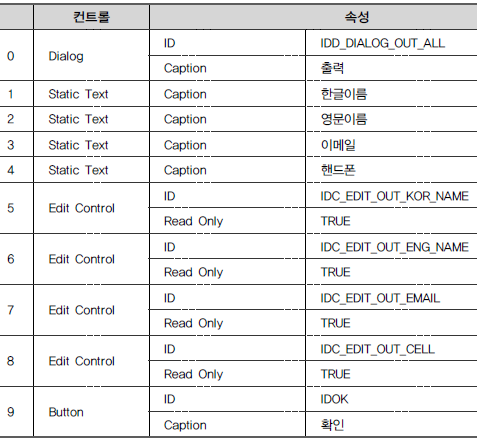 컨트롤 속성
0 Dialog ID IDD_DIALOG_OUT_ALL
Caption 출력
1 Static Text Caption 한글이름
2 Static Text Caption 영문이름
3 Static Text Caption 이메일
4 Static Text Caption 핸드폰
5 Edit Control ID IDC_EDIT_OUT_KOR_NAME
Read Only TRUE
6 Edit Control ID IDC_EDIT_OUT_ENG_NAME
Read Only TRUE
7 Edit Control ID IDC_EDIT_OUT_EMAIL
Read Only TRUE
8 Edit Control ID IDC_EDIT_OUT_CELL
Read Only TRUE
9 Button ID IDOK
Caption 확인